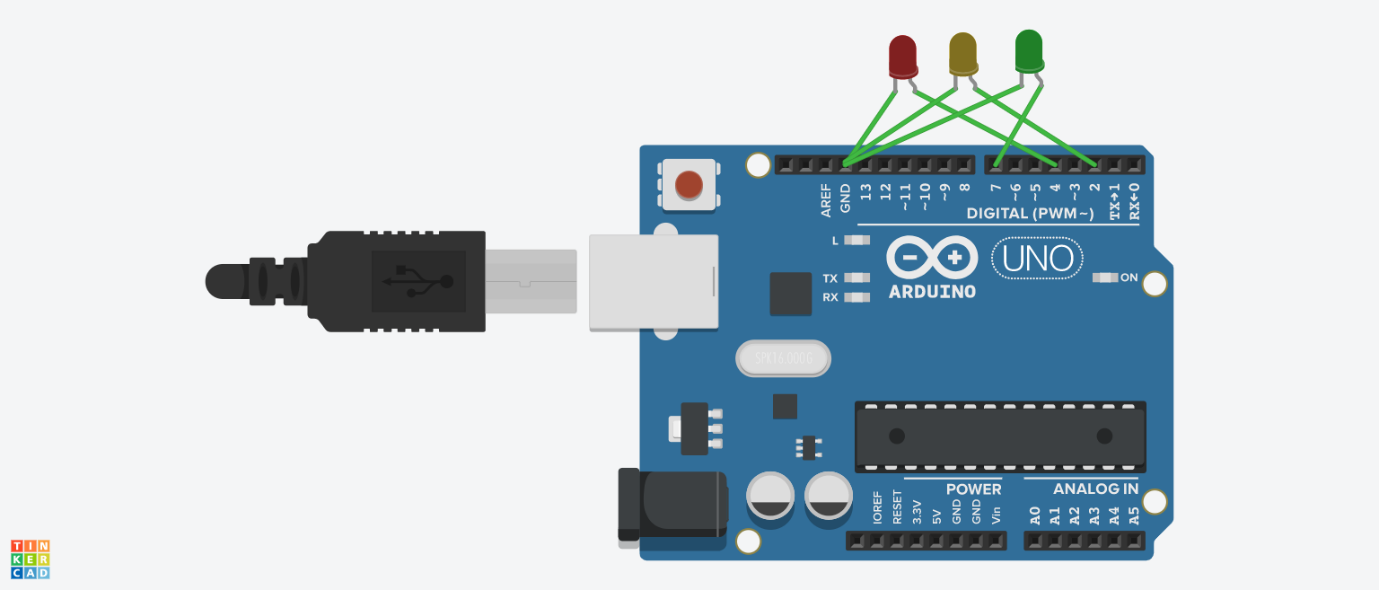 AREF
GND
13
12
~11
~10
~9
8
7
~6
~5
4
~3
2
TX→1
RX←0
DIGITAL (PWM~)
L
TX
RX
ARDUINO
UNO
ON
SPK16.000G
POWER
ANALOG IN
IOREF
RESET
3.3V
5V
GND
GND
Vin
A0
A1
A2
A3
A4
A5
TIN
KER
CAD